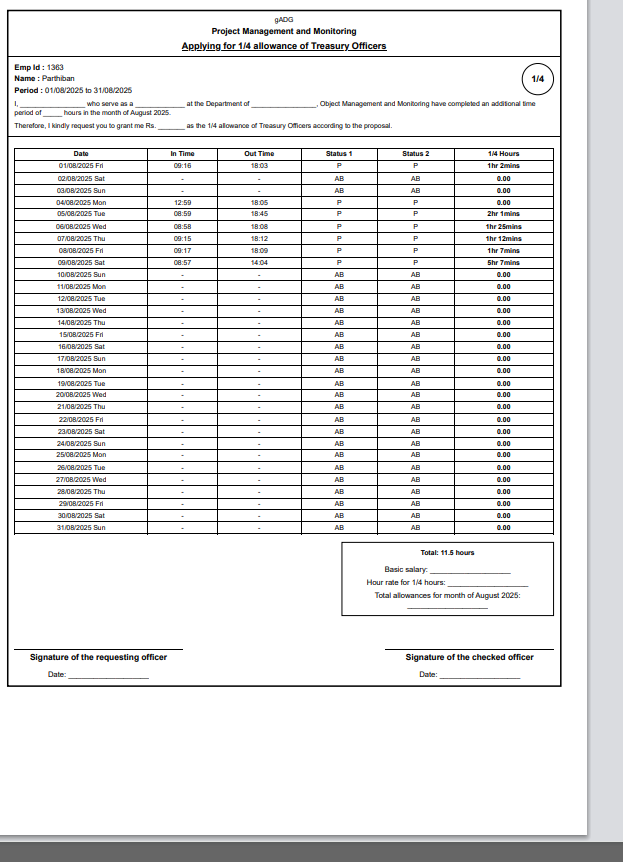 gADG
Project Management and Monitoring
Applying for 1/4 allowance of Treasury Officers
Emp Id : 1363
Name : Parthiban
Period : 01/08/2025 to 31/08/2025
1/4
I, _________________ who serve as a _____________ at the Department of _________________, Object Management and Monitoring have completed an additional time
period of _____ hours in the month of August 2025.
Therefore, I kindly request you to grant me Rs. _______ as the 1/4 allowance of Treasury Officers according to the proposal.
Date In Time Out Time Status 1 Status 2 1/4 Hours
01/08/2025 Fri 09:16 18:03 P P 1hr 2mins
02/08/2025 Sat - - AB AB 0.00
03/08/2025 Sun - - AB AB 0.00
04/08/2025 Mon 12:59 18:05 P P 0.00
05/08/2025 Tue 08:59 18:45 P P 2hr 1mins
06/08/2025 Wed 08:58 18:08 P P 1hr 25mins
07/08/2025 Thu 09:15 18:12 P P 1hr 12mins
08/08/2025 Fri 09:17 18:09 P P 1hr 7mins
09/08/2025 Sat 08:57 14:04 P P 5hr 7mins
10/08/2025 Sun - - AB AB 0.00
11/08/2025 Mon - - AB AB 0.00
12/08/2025 Tue - - AB AB 0.00
13/08/2025 Wed - - AB AB 0.00
14/08/2025 Thu - - AB AB 0.00
15/08/2025 Fri - - AB AB 0.00
16/08/2025 Sat - - AB AB 0.00
17/08/2025 Sun - - AB AB 0.00
18/08/2025 Mon - - AB AB 0.00
19/08/2025 Tue - - AB AB 0.00
20/08/2025 Wed - - AB AB 0.00
21/08/2025 Thu - - AB AB 0.00
22/08/2025 Fri - - AB AB 0.00
23/08/2025 Sat - - AB AB 0.00
24/08/2025 Sun - - AB AB 0.00
25/08/2025 Mon - - AB AB 0.00
26/08/2025 Tue - - AB AB 0.00
27/08/2025 Wed - - AB AB 0.00
28/08/2025 Thu - - AB AB 0.00
29/08/2025 Fri - - AB AB 0.00
30/08/2025 Sat - - AB AB 0.00
31/08/2025 Sun - - AB AB 0.00
Total: 11.5 hours
Basic salary: ___________________
Hour rate for 1/4 hours: ___________________
Total allowances for month of August 2025:
___________________
Signature of the requesting officer
Signature of the checked officer
Date: ___________________
Date: ___________________